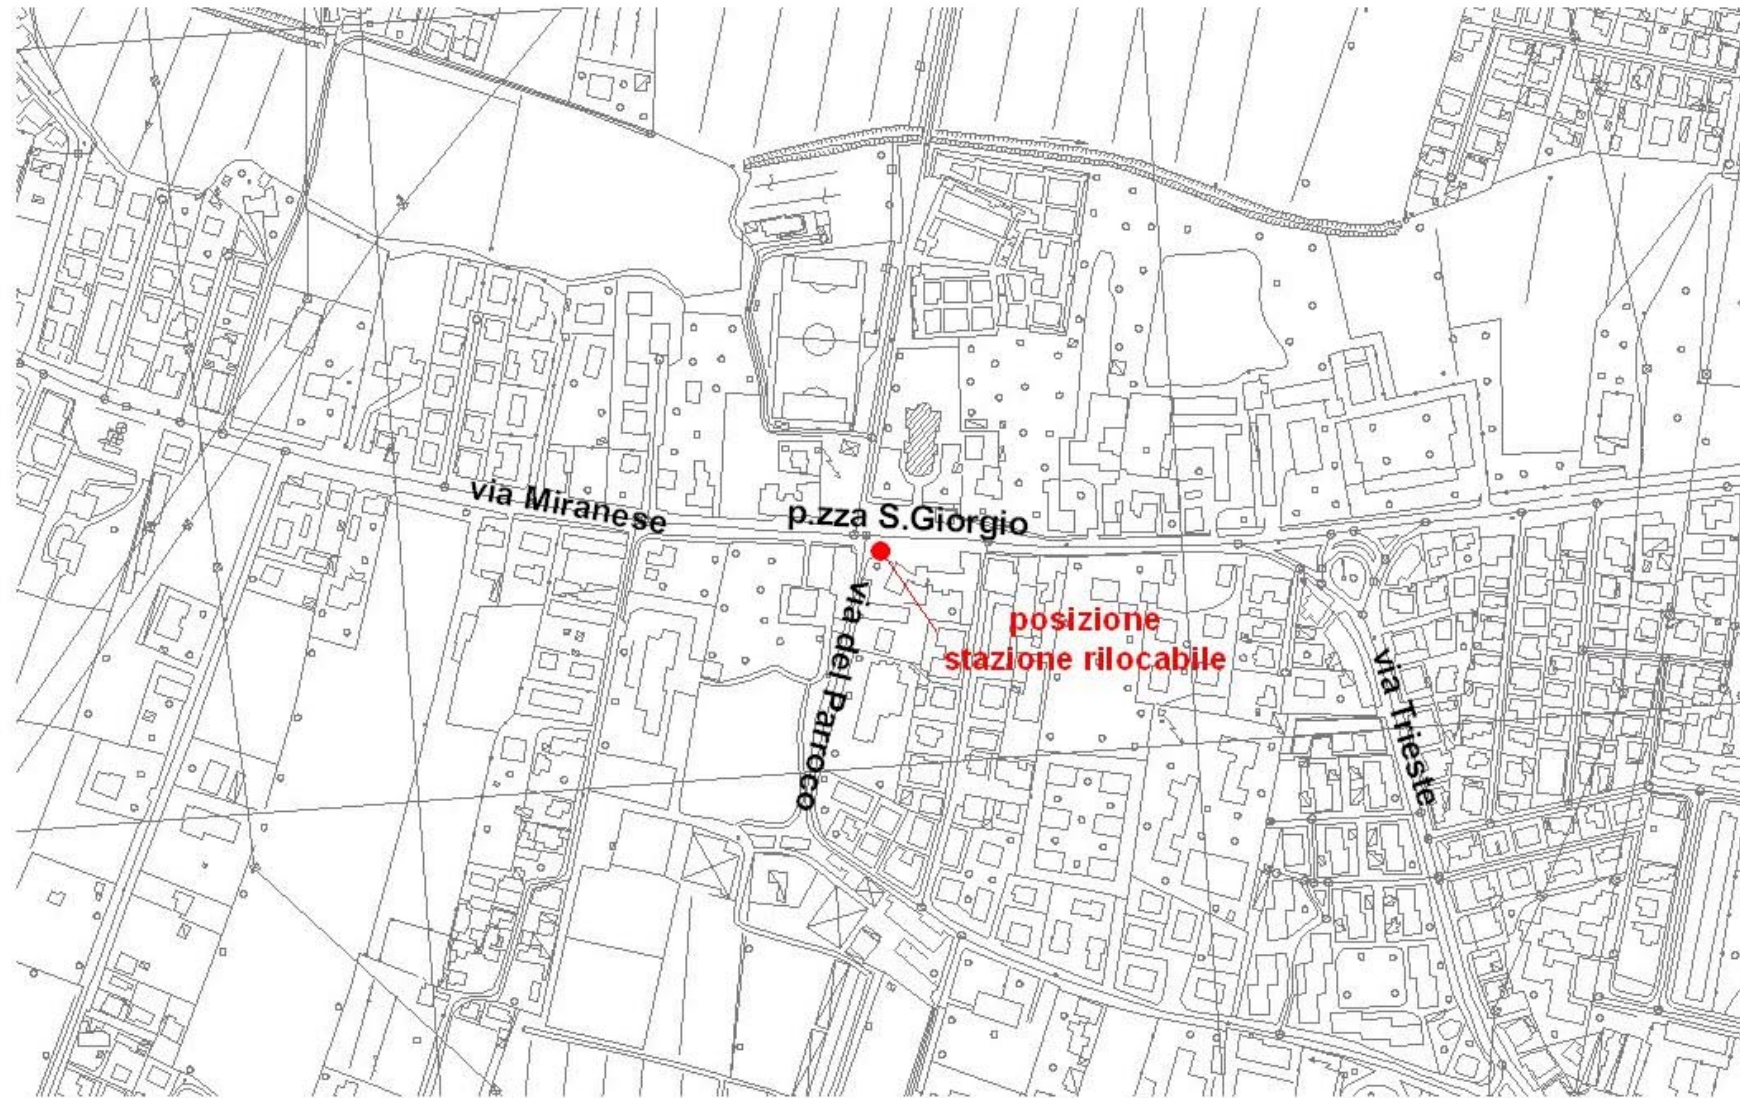 via Miranese
p.zza S.Giorgio
via del Parroco
posizione
stazione rilocabile
via Trieste